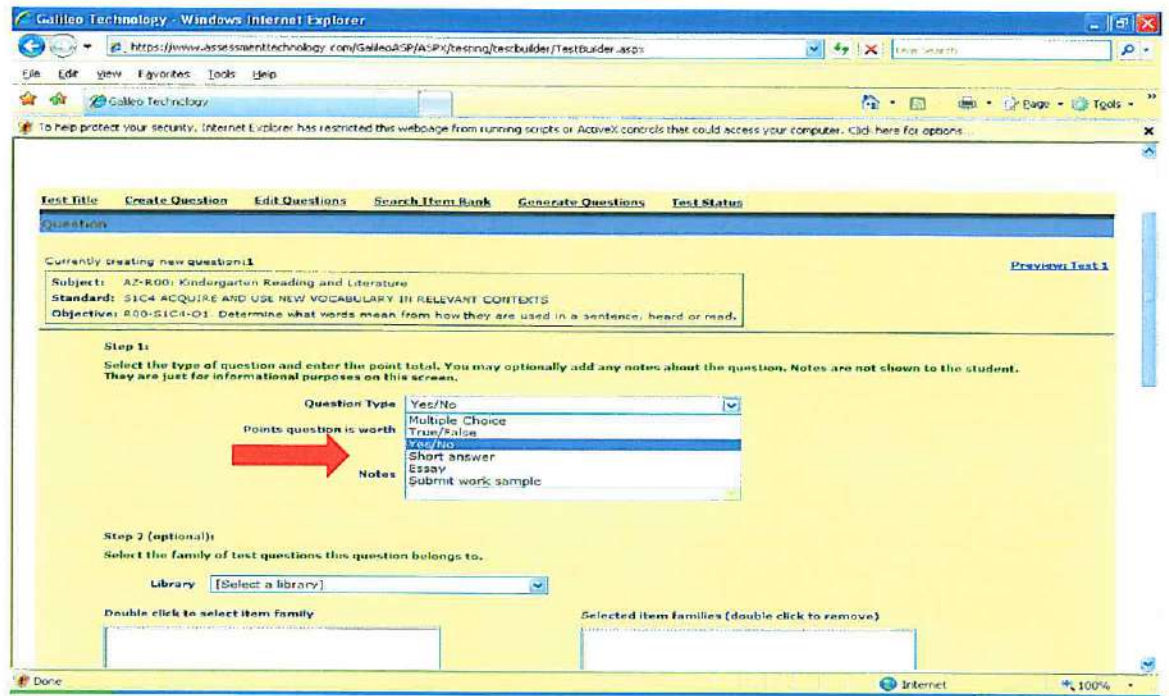 Galileo Technology - Windows Internet Explorer
https://www.assessmenttechnology.com/GalileoASP/ASPX/testing/testbuilder/TestBuilder.aspx
File Edit View Favorites Tools Help
Galileo Technology
Page Tools
To help protect your security, Internet Explorer has restricted this webpage from running scripts or ActiveX controls that could access your computer. Click here for options...
Test Title Create Question Edit Questions Search Item Bank Generate Questions Test Status
Question
Currently creating new question:1
Preview: Test 1
Subject: AZ-R00: Kindergarten Reading and Literature
Standard: S1C4 ACQUIRE AND USE NEW VOCABULARY IN RELEVANT CONTEXTS
Objective: R00-S1C4-O1. Determine what words mean from how they are used in a sentence, heard or read.
Step 1:
Select the type of question and enter the point total. You may optionally add any notes about the question. Notes are not shown to the student.
They are just for informational purposes on this screen.
Question Type Yes/No
Multiple Choice
Points question is worth True/False
Yes/No
Short answer
Notes Essay
Submit work sample
Step 2 (optional):
Select the family of test questions this question belongs to.
Library [Select a library]
Double click to select item family Selected item families (double click to remove)
Done Internet 100%